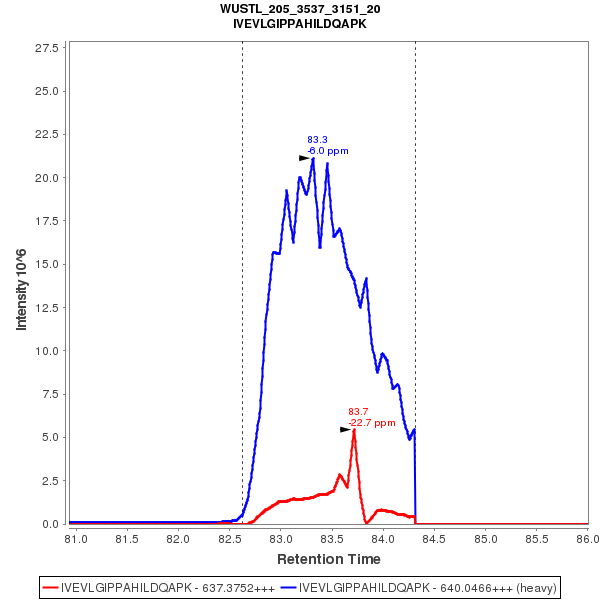 WUSTL_205_3537_3151_20
IVEVLGIPPAHILDQAPK
Intensity 10^6
27.5
25.0
22.5
20.0
17.5
15.0
12.5
10.0
7.5
5.0
2.5
0.0
83.3
-6.0 ppm
83.7
-22.7 ppm
81.0 81.5 82.0 82.5 83.0 83.5 84.0 84.5 85.0 85.5 86.0
Retention Time
IVEVLGIPPAHILDQAPK - 637.3752+++ IVEVLGIPPAHILDQAPK - 640.0466+++ (heavy)